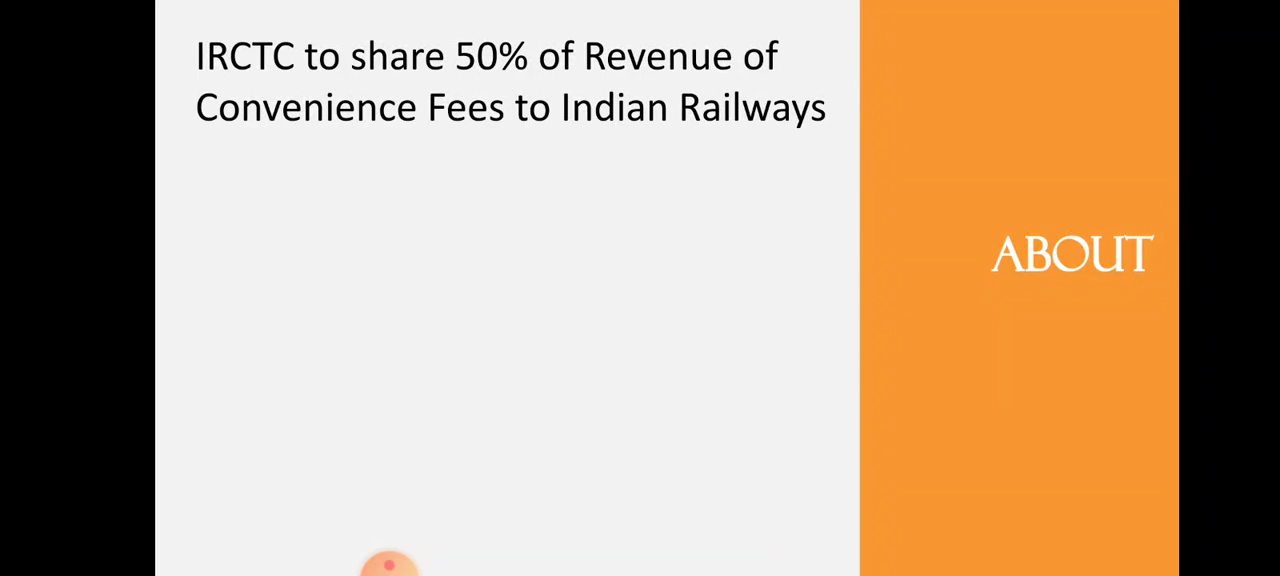 IRCTC to share 50% of Revenue of
Convenience Fees to Indian Railways
ABOUT